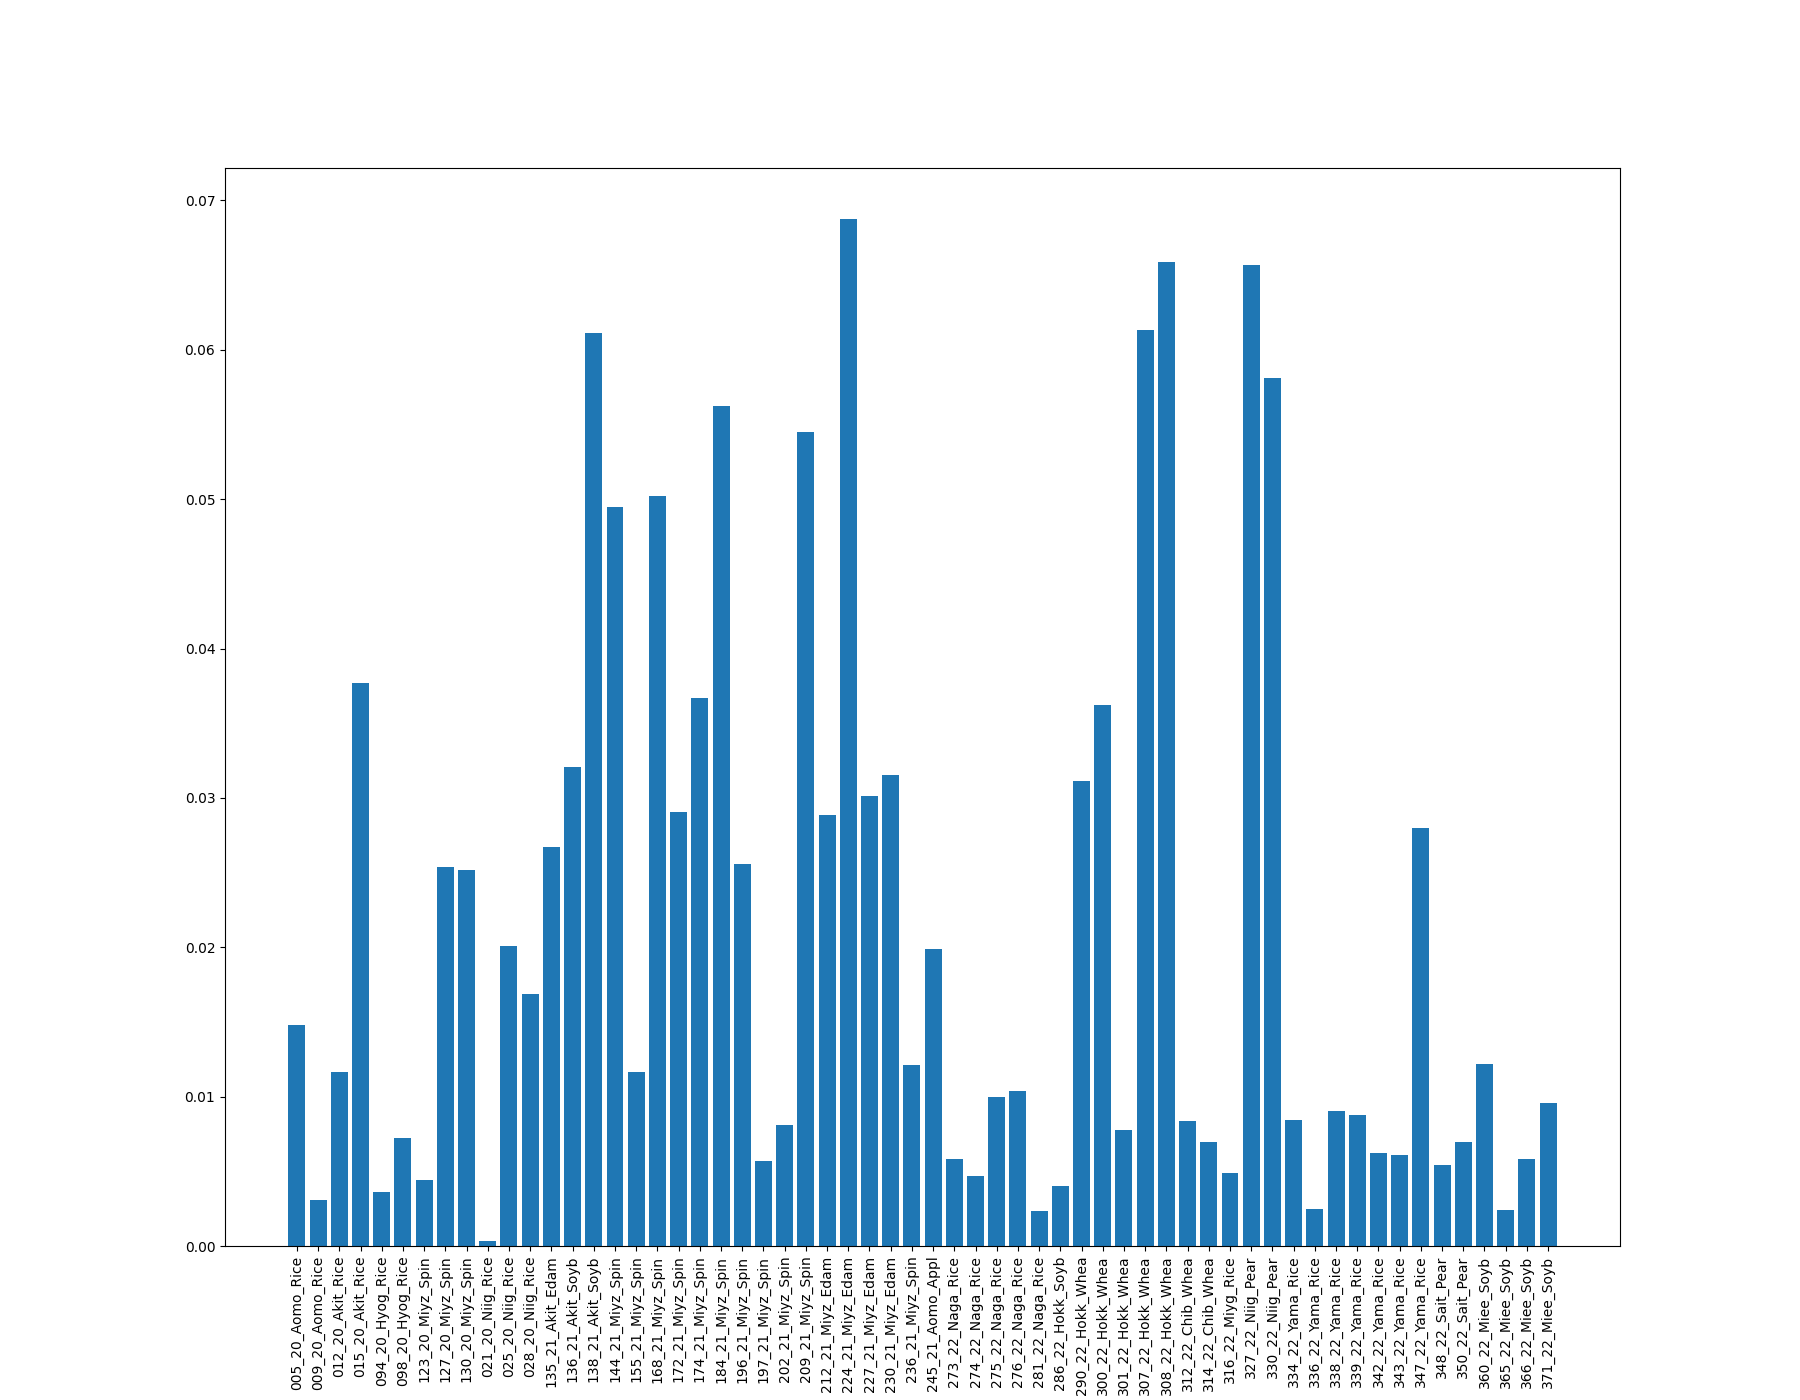 0.07
0.06
0.05
0.04
0.03
0.02
0.01
0.00
005_20_Aomo_Rice
009_20_Aomo_Rice
012_20_Akit_Rice
015_20_Akit_Rice
094_20_Hyog_Rice
098_20_Hyog_Rice
123_20_Miyz_Spin
127_20_Miyz_Spin
130_20_Miyz_Spin
021_20_Niig_Rice
025_20_Niig_Rice
028_20_Niig_Rice
135_21_Akit_Edam
136_21_Akit_Soyb
138_21_Akit_Soyb
144_21_Miyz_Spin
155_21_Miyz_Spin
168_21_Miyz_Spin
172_21_Miyz_Spin
174_21_Miyz_Spin
184_21_Miyz_Spin
196_21_Miyz_Spin
197_21_Miyz_Spin
202_21_Miyz_Spin
209_21_Miyz_Spin
212_21_Miyz_Edam
224_21_Miyz_Edam
227_21_Miyz_Edam
230_21_Miyz_Edam
236_21_Miyz_Spin
245_21_Aomo_Appl
273_22_Naga_Rice
274_22_Naga_Rice
275_22_Naga_Rice
276_22_Naga_Rice
281_22_Naga_Rice
286_22_Hokk_Soyb
290_22_Hokk_Whea
300_22_Hokk_Whea
301_22_Hokk_Whea
307_22_Hokk_Whea
308_22_Hokk_Whea
312_22_Chib_Whea
314_22_Chib_Whea
316_22_Miyg_Rice
327_22_Niig_Pear
330_22_Niig_Pear
334_22_Yama_Rice
336_22_Yama_Rice
338_22_Yama_Rice
339_22_Yama_Rice
342_22_Yama_Rice
343_22_Yama_Rice
347_22_Yama_Rice
348_22_Sait_Pear
350_22_Sait_Pear
360_22_Miee_Soyb
365_22_Miee_Soyb
366_22_Miee_Soyb
371_22_Miee_Soyb